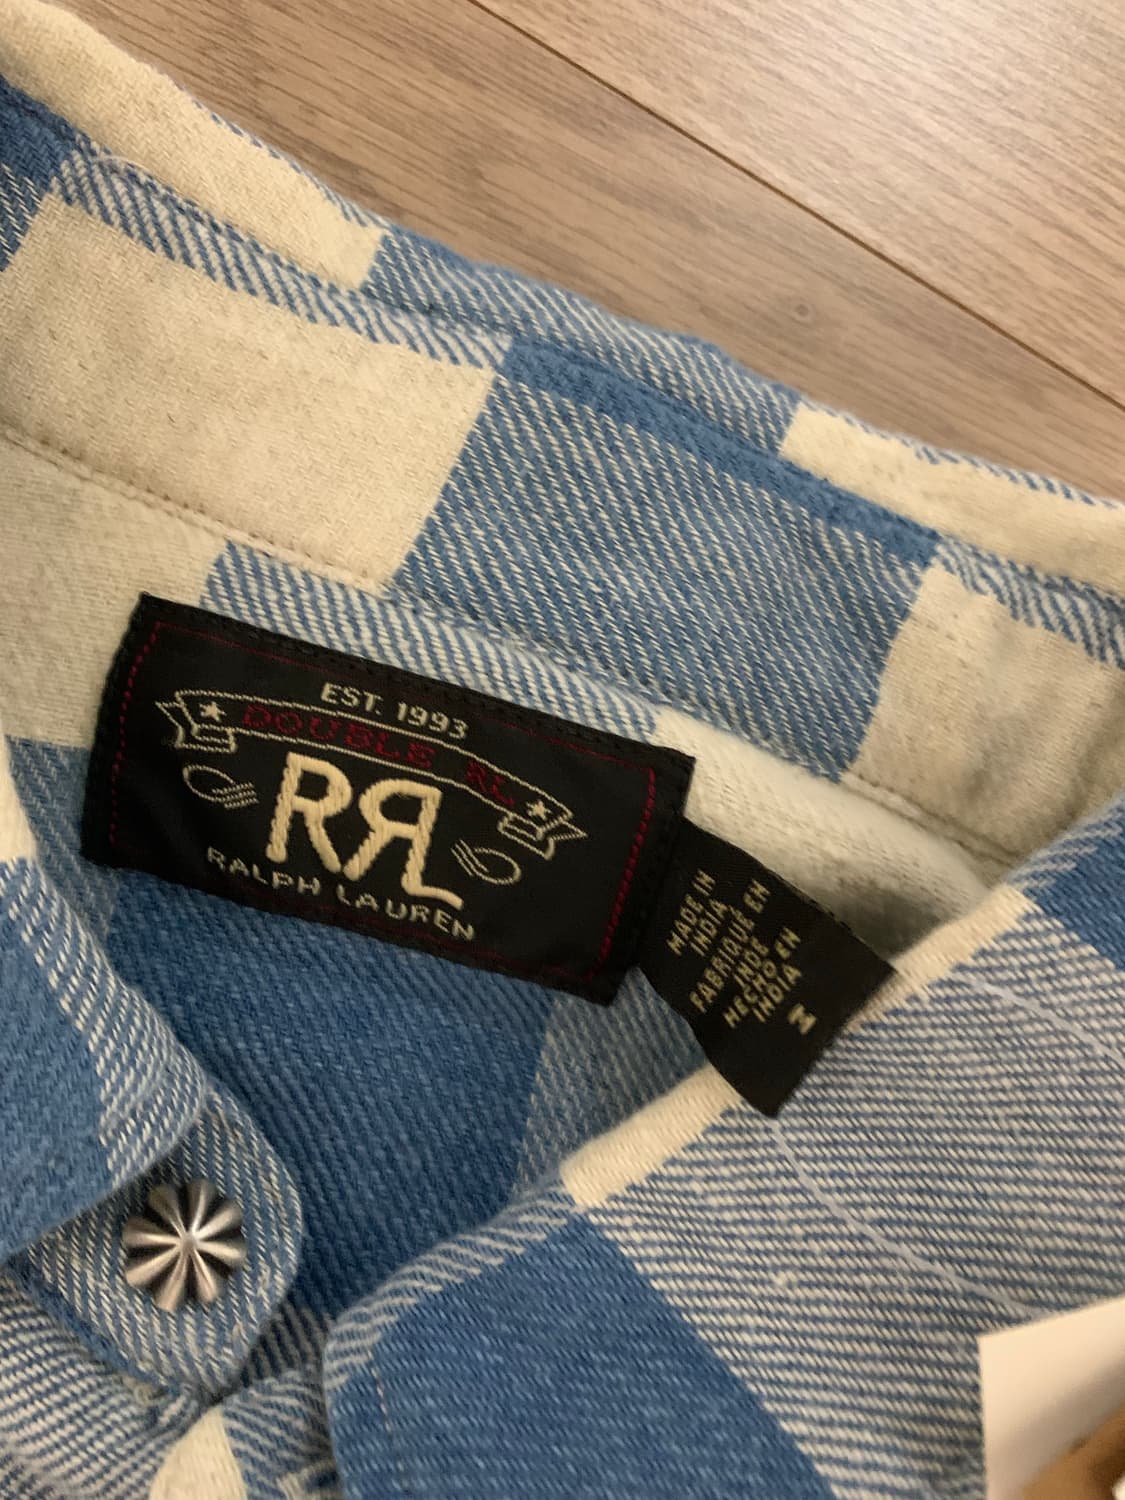 EST. 1993
DOUBLE RL
RRL
RALPH LAUREN
MADE IN
INDIA
FABRIQUÉ EN
INDE
HECHO EN
INDIA
M